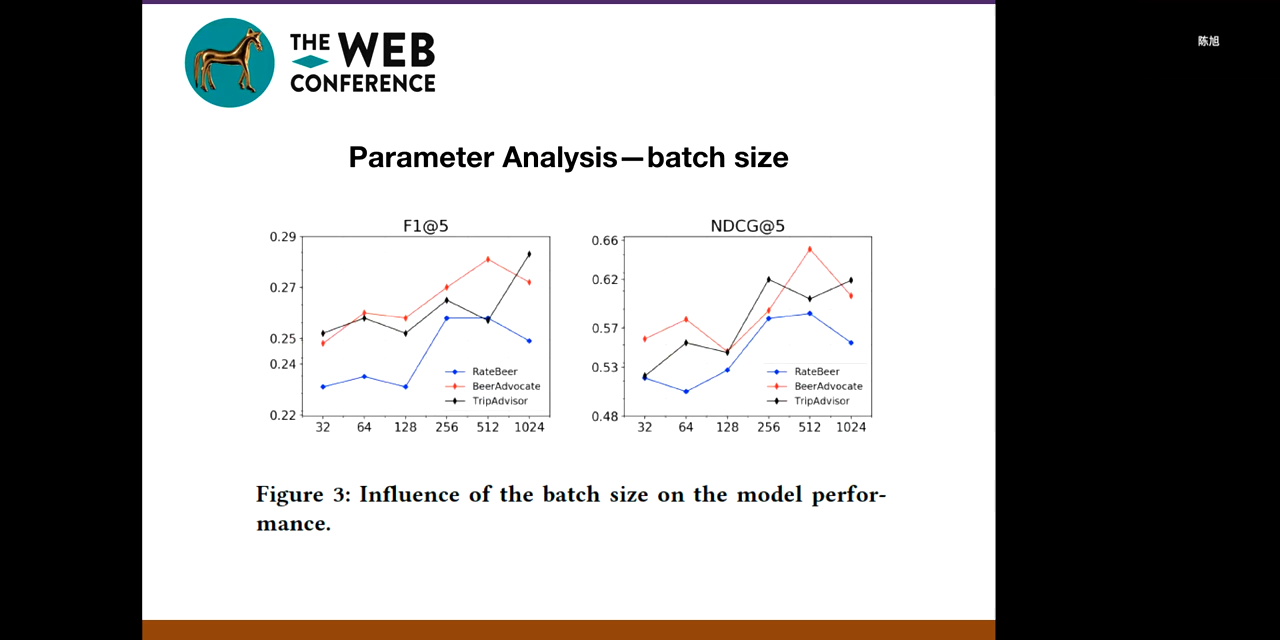 THE WEB
CONFERENCE
陈旭
Parameter Analysis—batch size
F1@5
0.29
0.27
0.25
0.24
0.22
32 64 128 256 512 1024
RateBeer
BeerAdvocate
TripAdvisor
NDCG@5
0.66
0.62
0.57
0.53
0.48
32 64 128 256 512 1024
RateBeer
BeerAdvocate
TripAdvisor
Figure 3: Influence of the batch size on the model perfor-
mance.